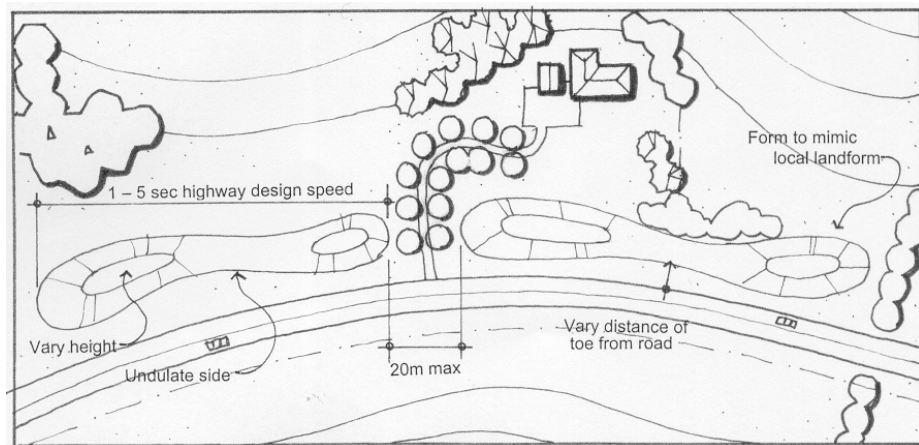 Form to mimic
local landform
1 – 5 sec highway design speed
Vary height
Undulate side
20m max
Vary distance of
toe from road